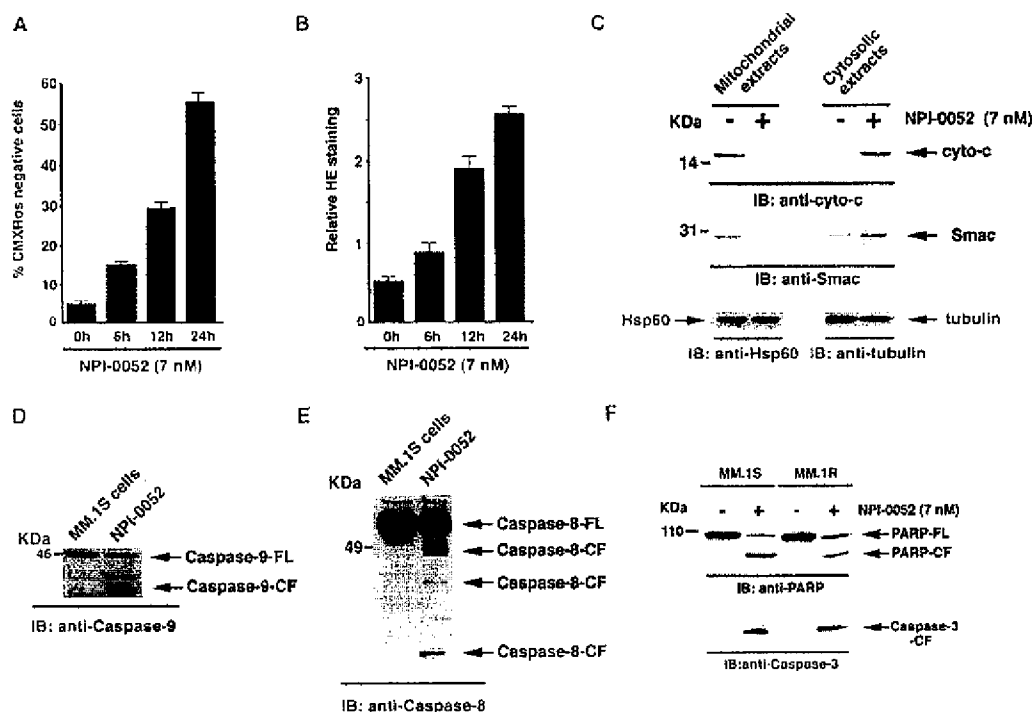 A
% CMXRos negative cells
60
50
40
30
20
10
0
0h 6h 12h 24h
NPI-0052 (7 nM)
B
Relative HE staining
3
2
1
0
0h 6h 12h 24h
NPI-0052 (7 nM)
C
Mitochondrial extracts
Cytosolic extracts
KDa - + - + NPI-0052 (7 nM)
14 cyto-c
IB: anti-cyto-c
31 Smac
IB: anti-Smac
Hsp60 tubulin
IB: anti-Hsp60 IB: anti-tubulin
D
MM.1S cells
NPI-0052
KDa
46 Caspase-9-FL
Caspase-9-CF
IB: anti-Caspase-9
E
MM.1S cells
NPI-0052
KDa
Caspase-8-FL
49
Caspase-8-CF
Caspase-8-CF
Caspase-8-CF
IB: anti-Caspase-8
F
MM.1S MM.1R
KDa - + - + NPI-0052 (7 nM)
110 PARP-FL
PARP-CF
IB: anti-PARP
Caspase-3
-CF
IB:anti-Caspase-3